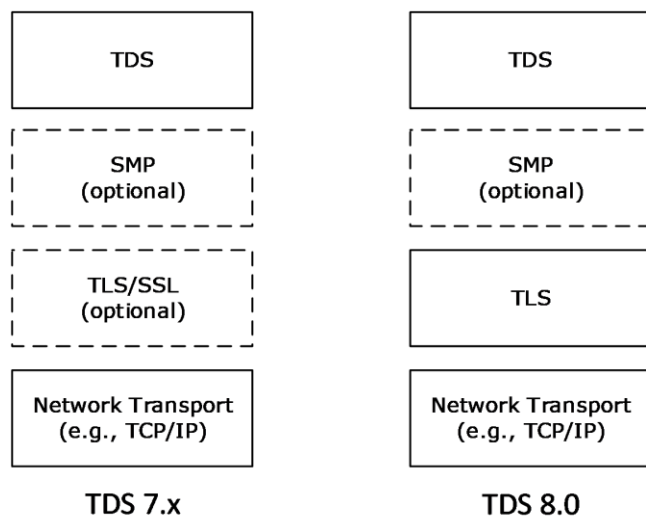 TDS
SMP
(optional)
TLS/SSL
(optional)
Network Transport
(e.g., TCP/IP)
TDS 7.x
TDS
SMP
(optional)
TLS
Network Transport
(e.g., TCP/IP)
TDS 8.0